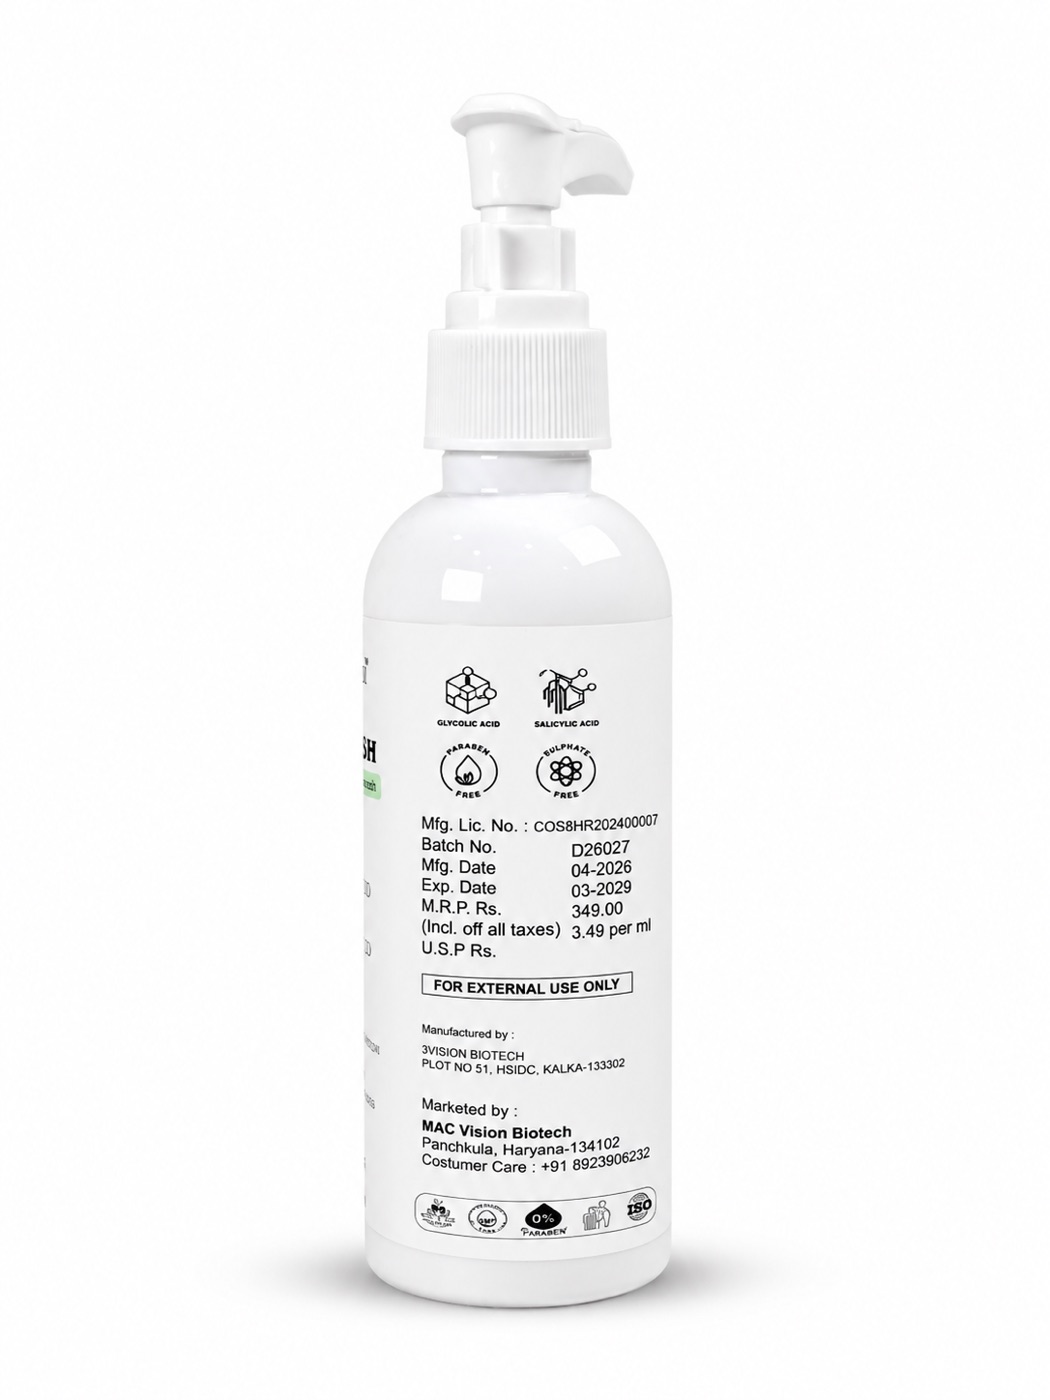 SH
GLYCOLIC ACID
SALICYLIC ACID
PARABEN FREE
SULPHATE FREE
Mfg. Lic. No. : COS8HR202400007
Batch No. D26027
Mfg. Date 04-2026
Exp. Date 03-2029
M.R.P. Rs. 349.00
(Incl. off all taxes) 3.49 per ml
U.S.P Rs.
FOR EXTERNAL USE ONLY
Manufactured by :
3VISION BIOTECH
PLOT NO 51, HSIDC, KALKA-133302
Marketed by :
MAC Vision Biotech
Panchkula, Haryana-134102
Costumer Care : +91 8923906232
GMP
0%
PARABEN
ISO